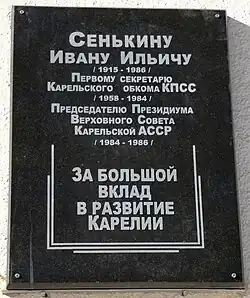 Сенькину
Ивану Ильичу
/ 1915 - 1986 /
Первому секретарю
Карельского обкома КПСС
/ 1958 - 1984 /
Председателю Президиума
Верховного Совета
Карельской АССР
/ 1984 - 1986 /
ЗА БОЛЬШОЙ
ВКЛАД
В РАЗВИТИЕ
КАРЕЛИИ